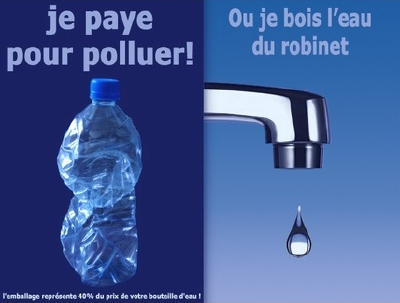 je paye
pour polluer!
Ou je bois l'eau
du robinet
l'emballage représente 40% du prix de votre bouteille d'eau !